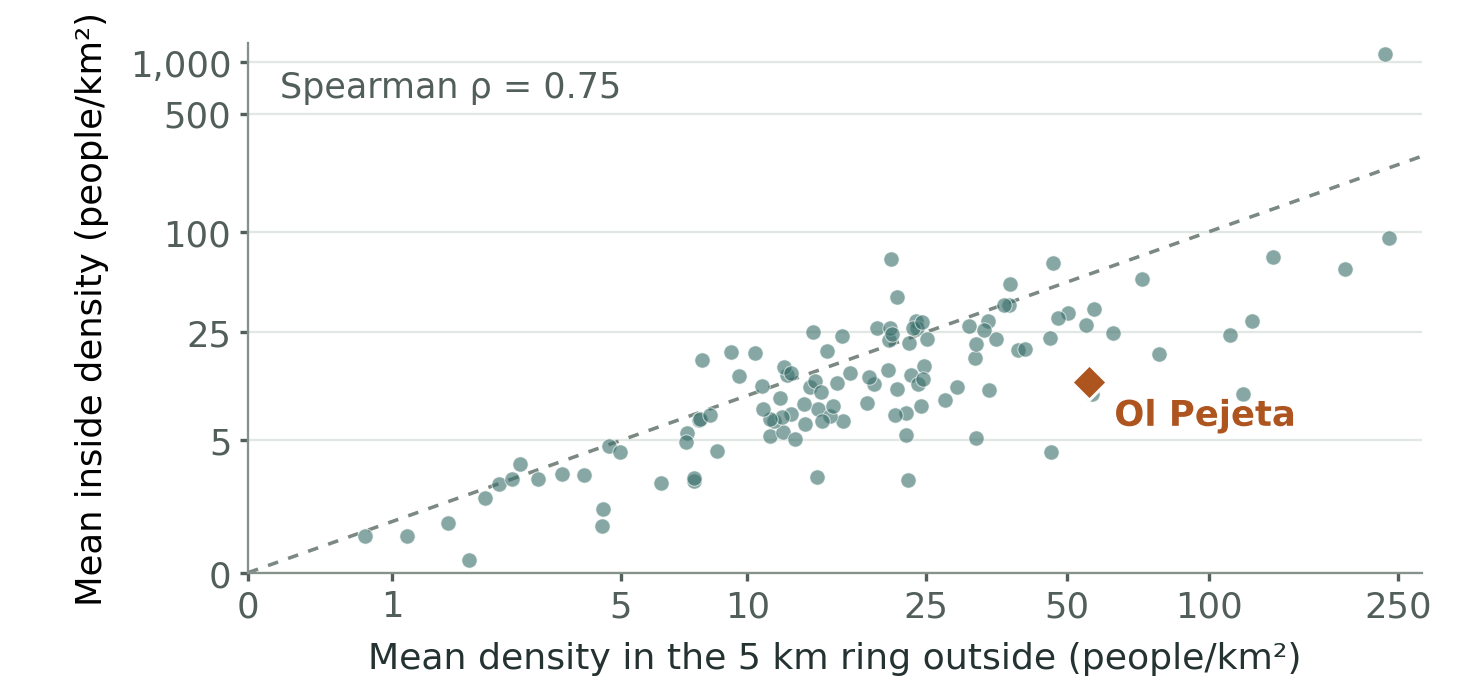 Mean inside density (people/km²)
1,000
500
100
25
5
0
Spearman ρ = 0.75
Ol Pejeta
0 1 5 10 25 50 100 250
Mean density in the 5 km ring outside (people/km²)